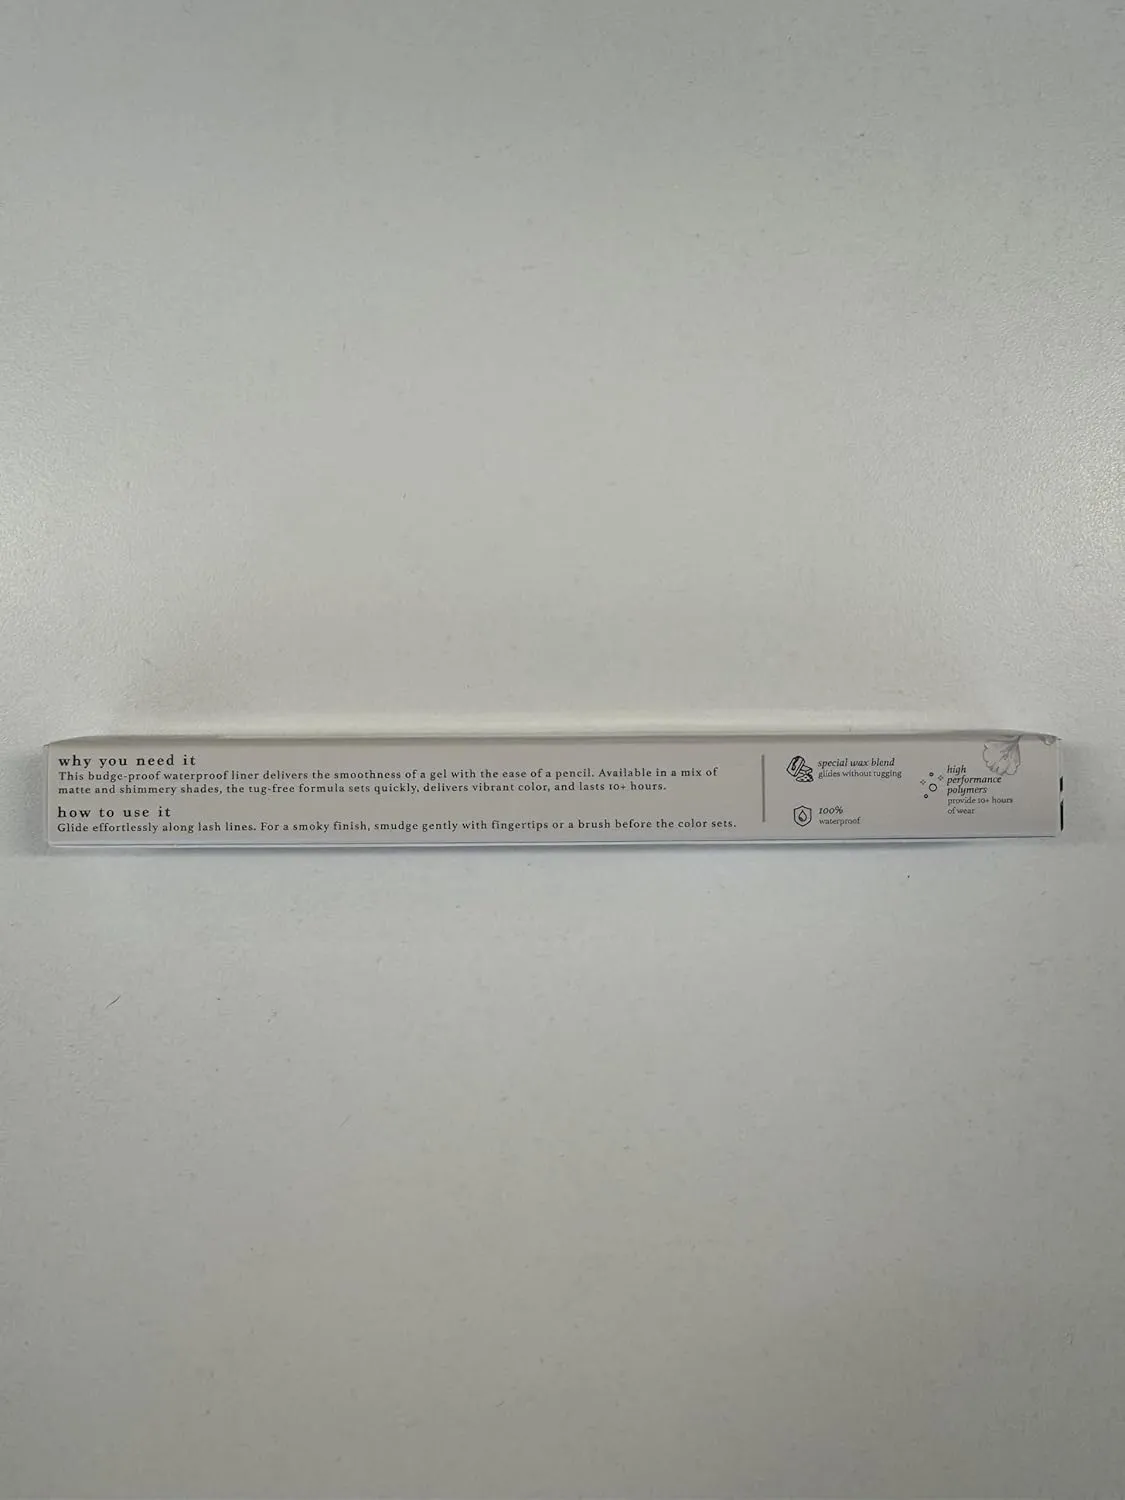 why you need it
This budge-proof waterproof liner delivers the smoothness of a gel with the ease of a pencil. Available in a mix of
matte and shimmery shades, the tug-free formula sets quickly, delivers vibrant color, and lasts 10+ hours.
how to use it
Glide effortlessly along lash lines. For a smoky finish, smudge gently with fingertips or a brush before the color sets.
special wax blend
glides without tugging
100%
waterproof
high
performance
polymers
provide 10+ hours
of wear